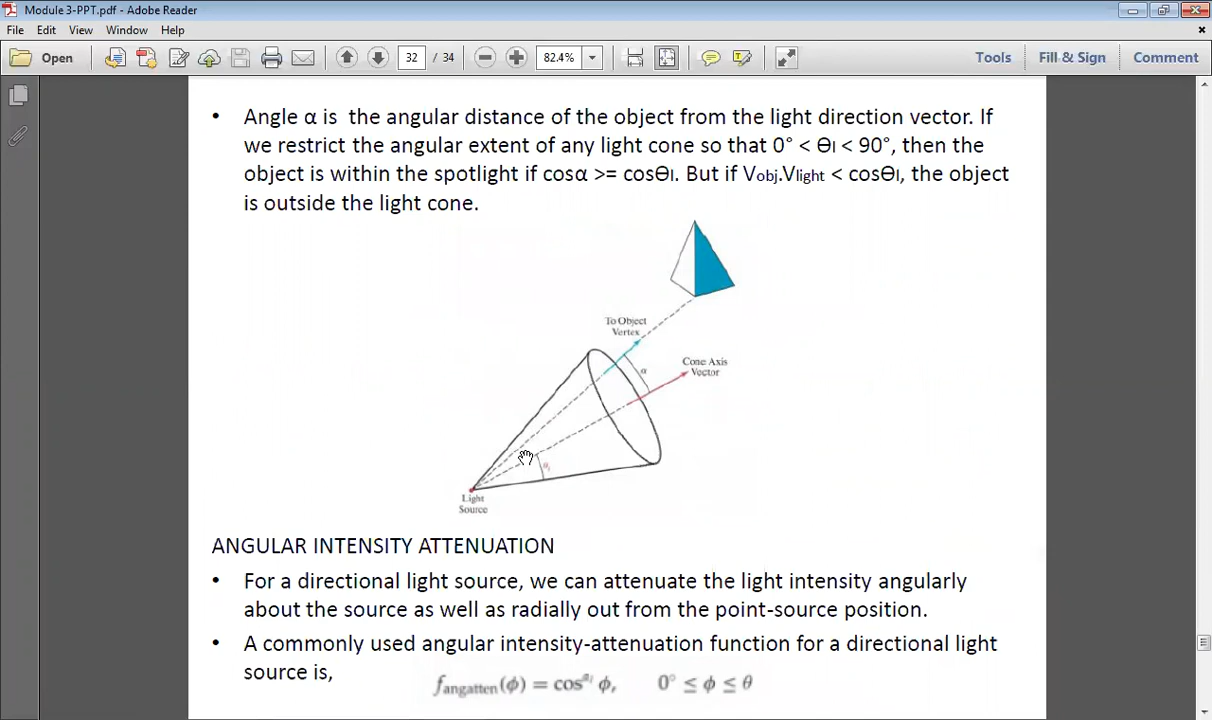 Module 3-PPT.pdf - Adobe Reader
File Edit View Window Help
Open 32 / 34 82.4% Tools Fill & Sign Comment
• Angle α is the angular distance of the object from the light direction vector. If
we restrict the angular extent of any light cone so that 0° < Θl < 90°, then the
object is within the spotlight if cosα >= cosΘl. But if Vobj.Vlight < cosΘl, the object
is outside the light cone.
To Object
Vertex
Cone Axis
Vector
α
θl
Light
Source
ANGULAR INTENSITY ATTENUATION
• For a directional light source, we can attenuate the light intensity angularly
about the source as well as radially out from the point-source position.
• A commonly used angular intensity-attenuation function for a directional light
source is,
fangatten(ϕ) = cos^al ϕ, 0° ≤ ϕ ≤ θ